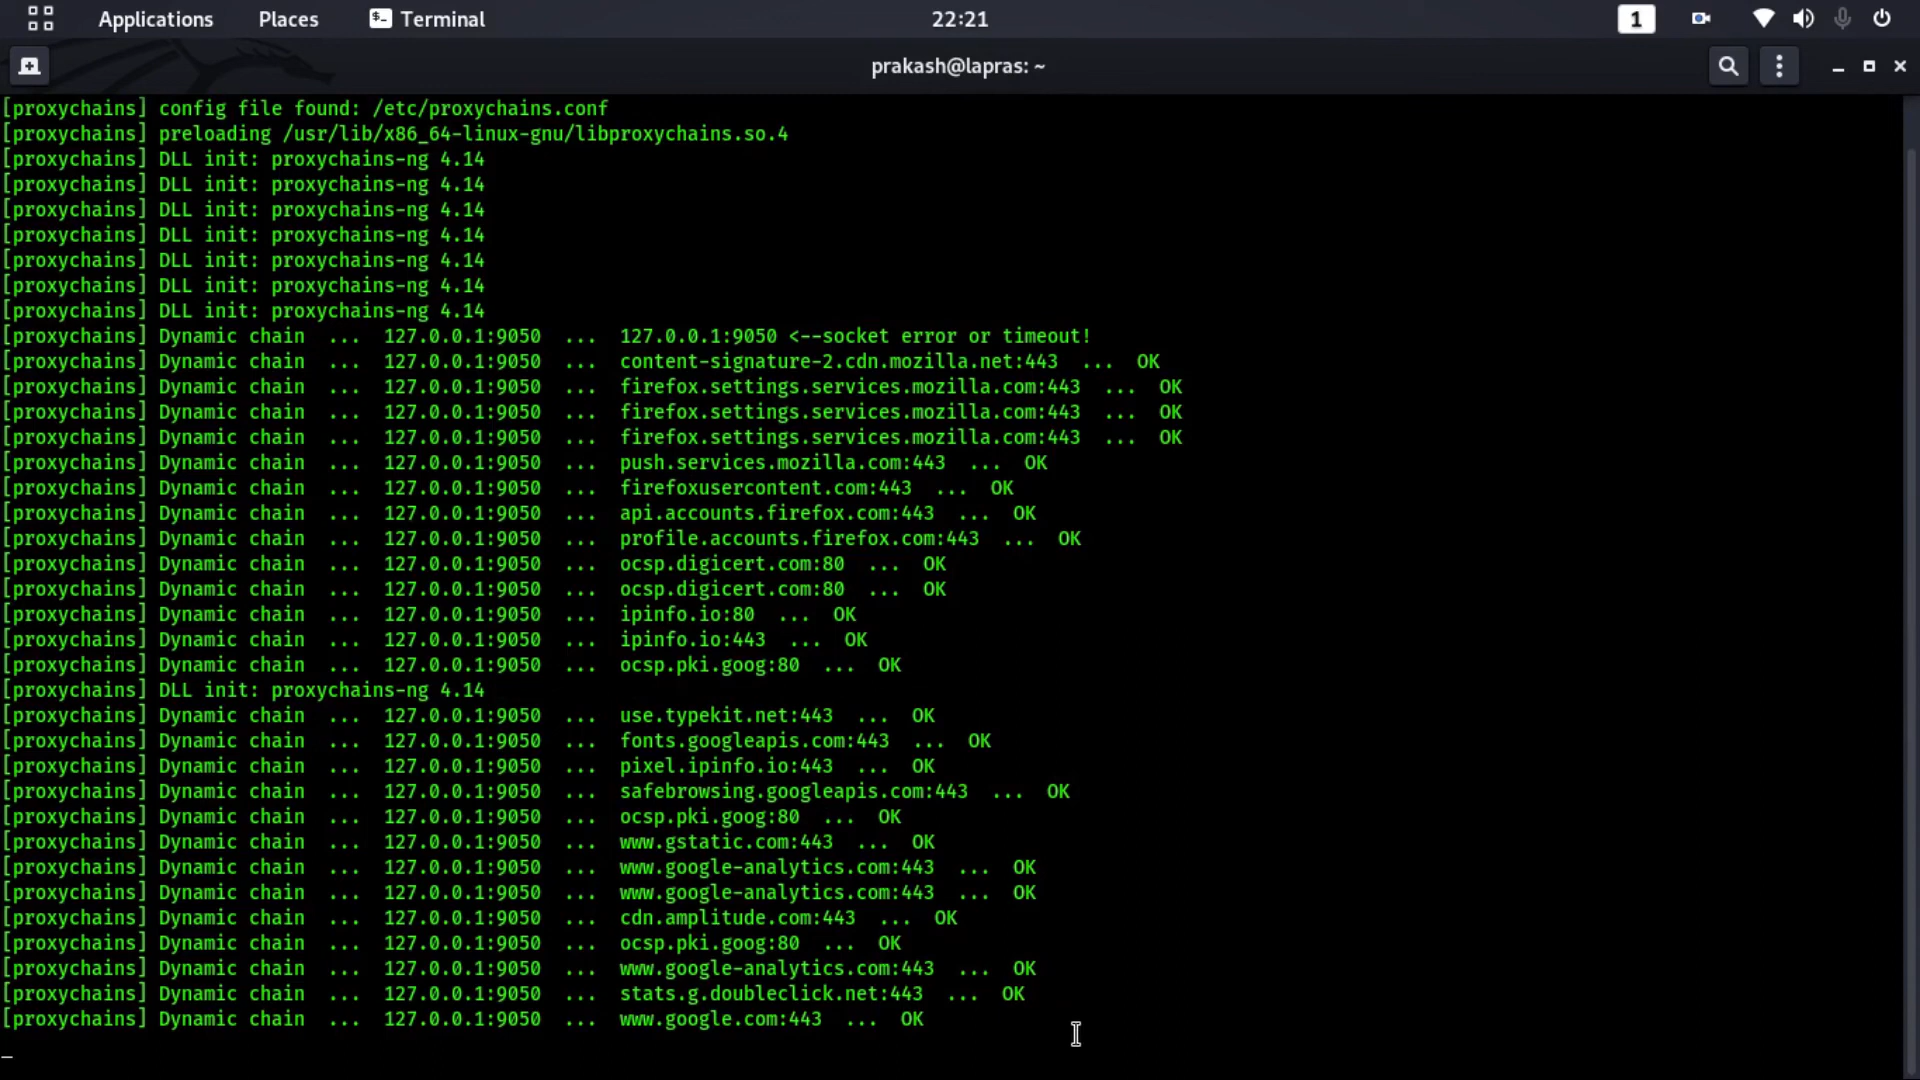 Applications Places Terminal 22:21 1
prakash@lapras: ~
[proxychains] config file found: /etc/proxychains.conf
[proxychains] preloading /usr/lib/x86_64-linux-gnu/libproxychains.so.4
[proxychains] DLL init: proxychains-ng 4.14
[proxychains] DLL init: proxychains-ng 4.14
[proxychains] DLL init: proxychains-ng 4.14
[proxychains] DLL init: proxychains-ng 4.14
[proxychains] DLL init: proxychains-ng 4.14
[proxychains] DLL init: proxychains-ng 4.14
[proxychains] DLL init: proxychains-ng 4.14
[proxychains] Dynamic chain ... 127.0.0.1:9050 ... 127.0.0.1:9050 <--socket error or timeout!
[proxychains] Dynamic chain ... 127.0.0.1:9050 ... content-signature-2.cdn.mozilla.net:443 ... OK
[proxychains] Dynamic chain ... 127.0.0.1:9050 ... firefox.settings.services.mozilla.com:443 ... OK
[proxychains] Dynamic chain ... 127.0.0.1:9050 ... firefox.settings.services.mozilla.com:443 ... OK
[proxychains] Dynamic chain ... 127.0.0.1:9050 ... firefox.settings.services.mozilla.com:443 ... OK
[proxychains] Dynamic chain ... 127.0.0.1:9050 ... push.services.mozilla.com:443 ... OK
[proxychains] Dynamic chain ... 127.0.0.1:9050 ... firefoxusercontent.com:443 ... OK
[proxychains] Dynamic chain ... 127.0.0.1:9050 ... api.accounts.firefox.com:443 ... OK
[proxychains] Dynamic chain ... 127.0.0.1:9050 ... profile.accounts.firefox.com:443 ... OK
[proxychains] Dynamic chain ... 127.0.0.1:9050 ... ocsp.digicert.com:80 ... OK
[proxychains] Dynamic chain ... 127.0.0.1:9050 ... ocsp.digicert.com:80 ... OK
[proxychains] Dynamic chain ... 127.0.0.1:9050 ... ipinfo.io:80 ... OK
[proxychains] Dynamic chain ... 127.0.0.1:9050 ... ipinfo.io:443 ... OK
[proxychains] Dynamic chain ... 127.0.0.1:9050 ... ocsp.pki.goog:80 ... OK
[proxychains] DLL init: proxychains-ng 4.14
[proxychains] Dynamic chain ... 127.0.0.1:9050 ... use.typekit.net:443 ... OK
[proxychains] Dynamic chain ... 127.0.0.1:9050 ... fonts.googleapis.com:443 ... OK
[proxychains] Dynamic chain ... 127.0.0.1:9050 ... pixel.ipinfo.io:443 ... OK
[proxychains] Dynamic chain ... 127.0.0.1:9050 ... safebrowsing.googleapis.com:443 ... OK
[proxychains] Dynamic chain ... 127.0.0.1:9050 ... ocsp.pki.goog:80 ... OK
[proxychains] Dynamic chain ... 127.0.0.1:9050 ... www.gstatic.com:443 ... OK
[proxychains] Dynamic chain ... 127.0.0.1:9050 ... www.google-analytics.com:443 ... OK
[proxychains] Dynamic chain ... 127.0.0.1:9050 ... www.google-analytics.com:443 ... OK
[proxychains] Dynamic chain ... 127.0.0.1:9050 ... cdn.amplitude.com:443 ... OK
[proxychains] Dynamic chain ... 127.0.0.1:9050 ... ocsp.pki.goog:80 ... OK
[proxychains] Dynamic chain ... 127.0.0.1:9050 ... www.google-analytics.com:443 ... OK
[proxychains] Dynamic chain ... 127.0.0.1:9050 ... stats.g.doubleclick.net:443 ... OK
[proxychains] Dynamic chain ... 127.0.0.1:9050 ... www.google.com:443 ... OK